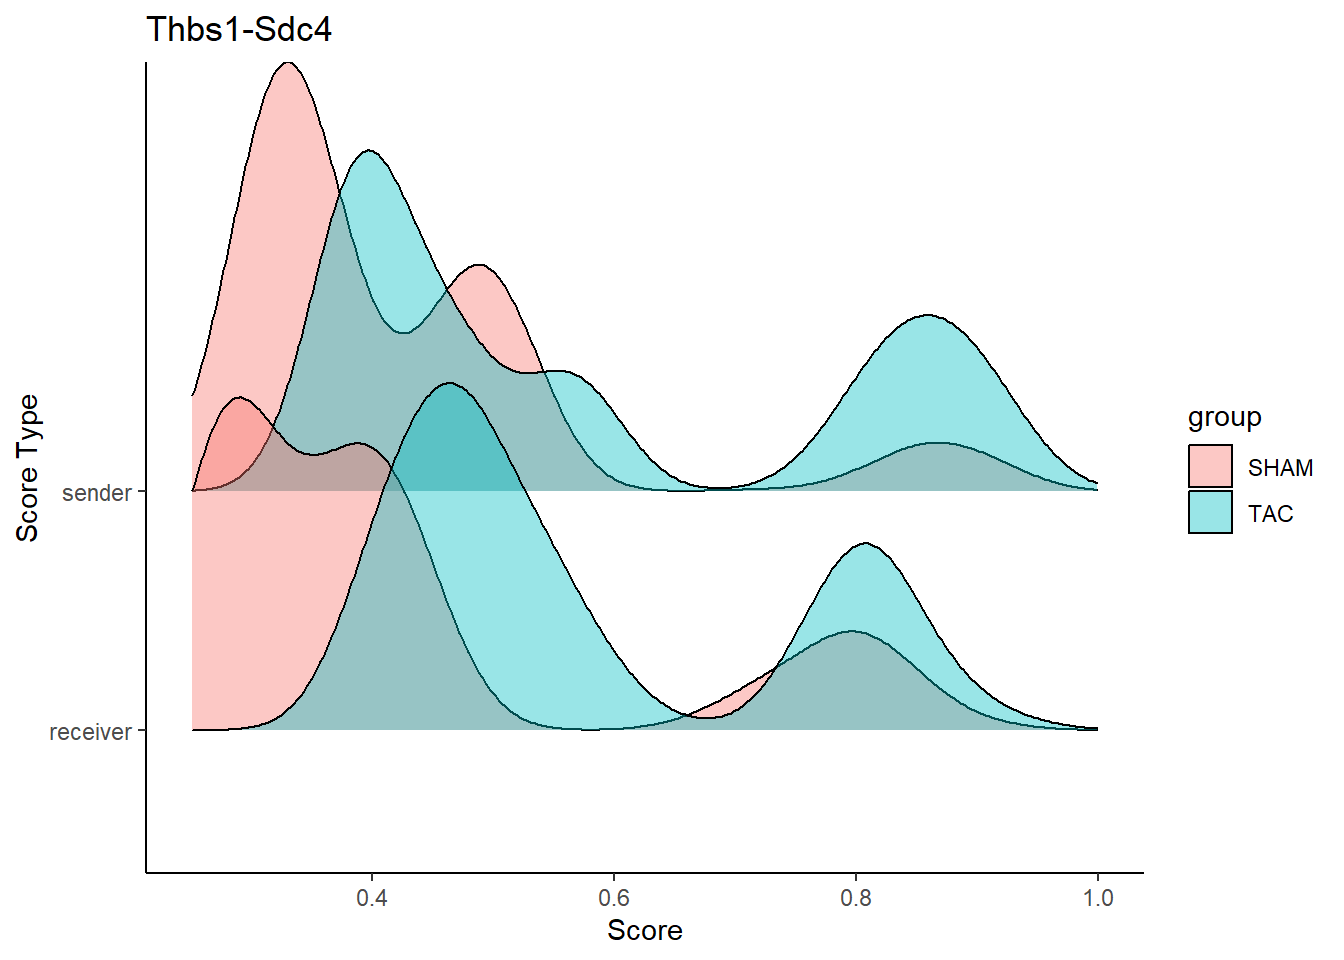 Thbs1-Sdc4
Score Type
sender
receiver
0.4
0.6
0.8
1.0
Score
group
SHAM
TAC